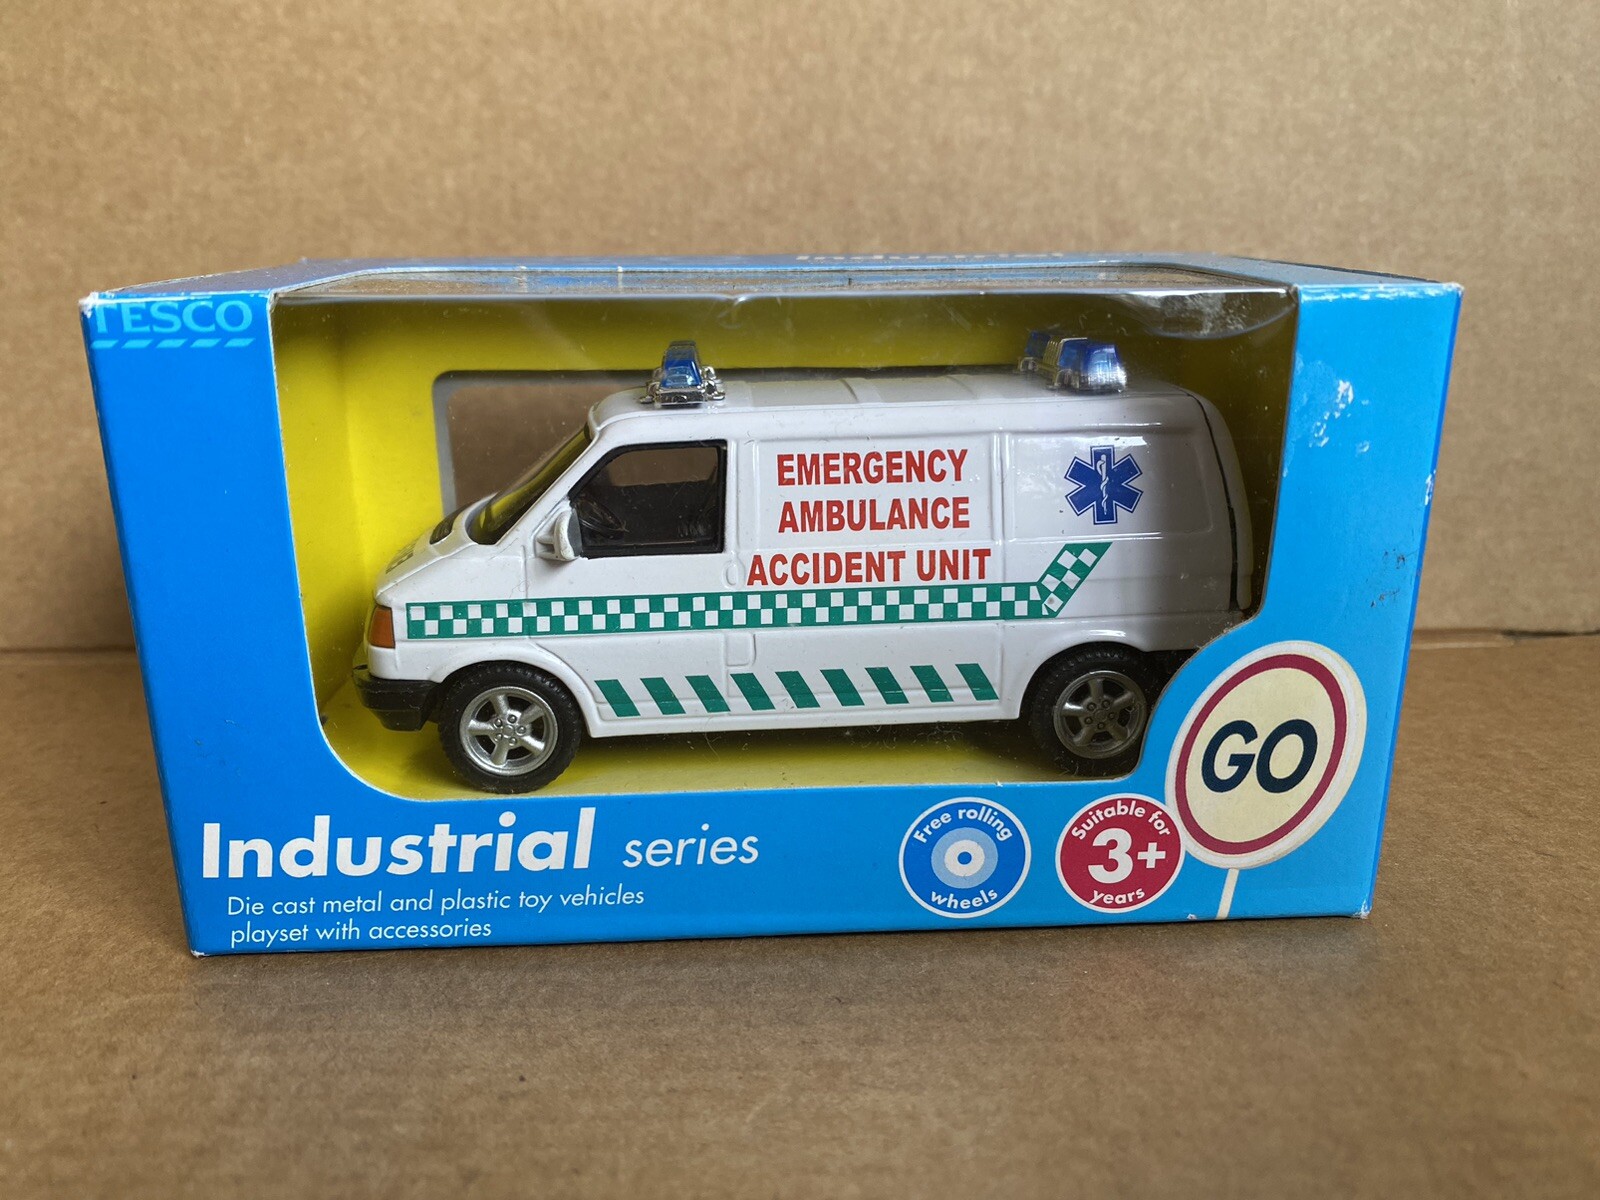 Industrial
TESCO
EMERGENCY
AMBULANCE
ACCIDENT UNIT
GO
Industrial series
Die cast metal and plastic toy vehicles
playset with accessories
Free rolling
wheels
Suitable for
3+
years